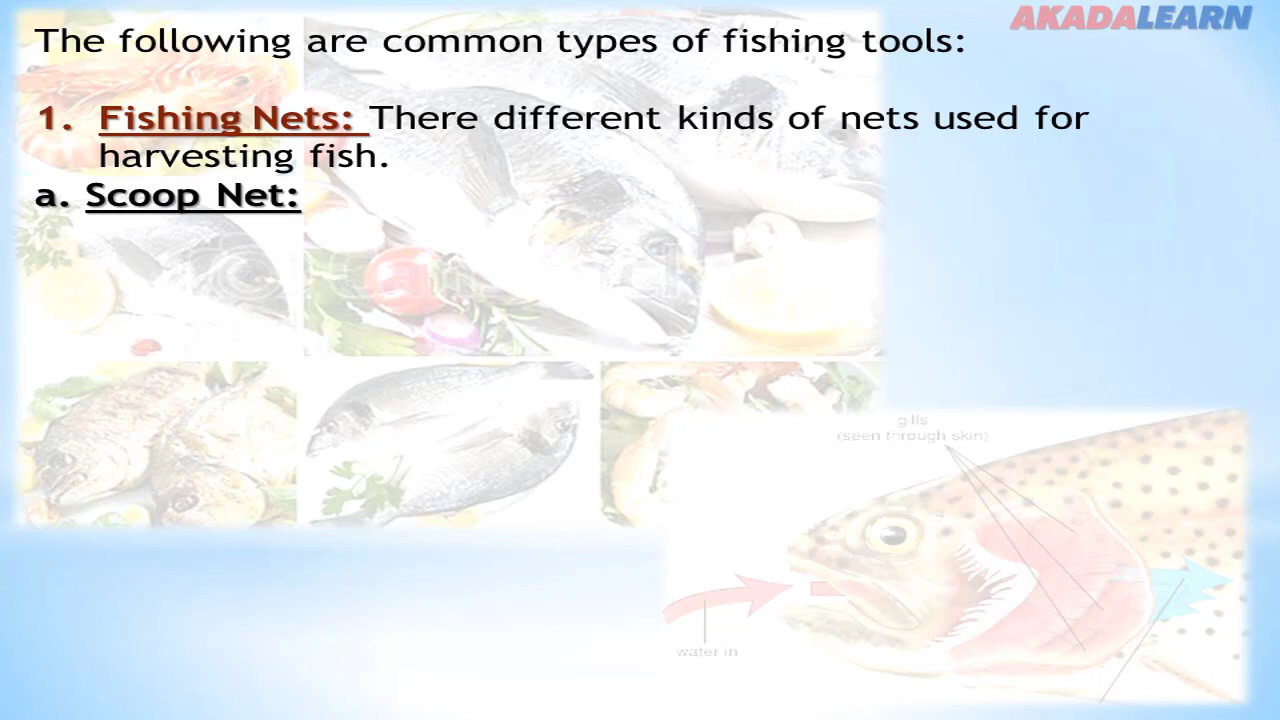 AKADALEARN
The following are common types of fishing tools:
1. Fishing Nets: There different kinds of nets used for
harvesting fish.
a. Scoop Net:
gills
(seen through skin)
water in